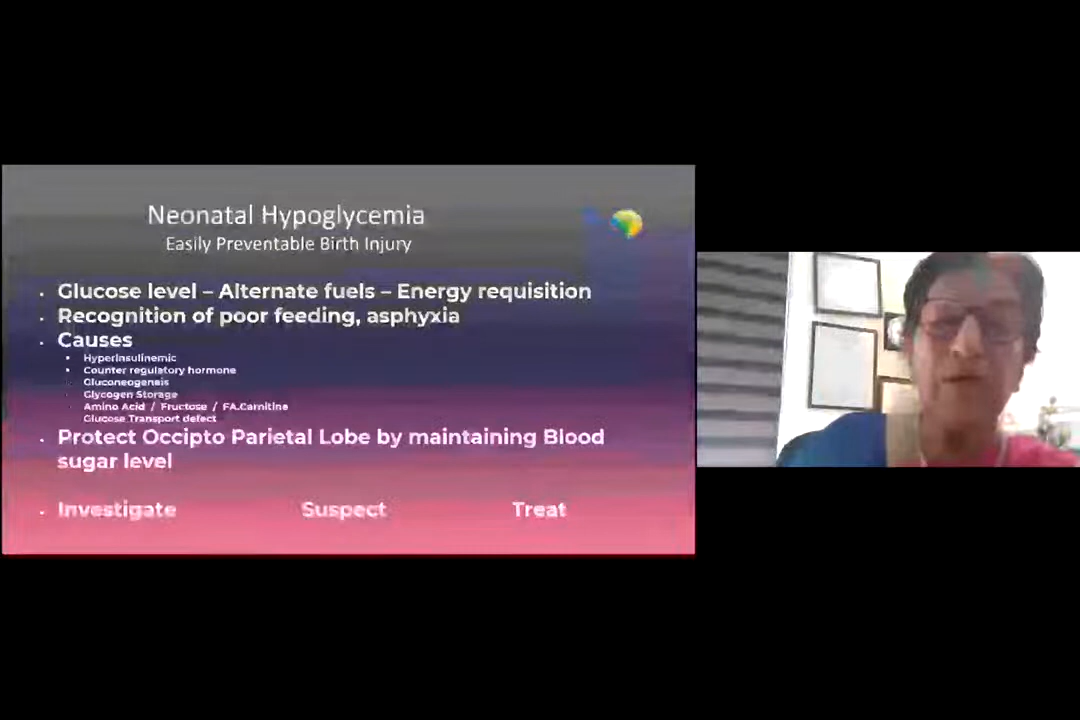 Neonatal Hypoglycemia
Easily Preventable Birth Injury
• Glucose level – Alternate fuels – Energy requisition
• Recognition of poor feeding, asphyxia
• Causes
• Hyperinsulinemic
• Counter regulatory hormone
Gluconeogensis
Glycogen Storage
Amino Acid / Fructose / FA.Carnitine
Glucose Transport defect
• Protect Occipto Parietal Lobe by maintaining Blood
sugar level
• Investigate Suspect Treat